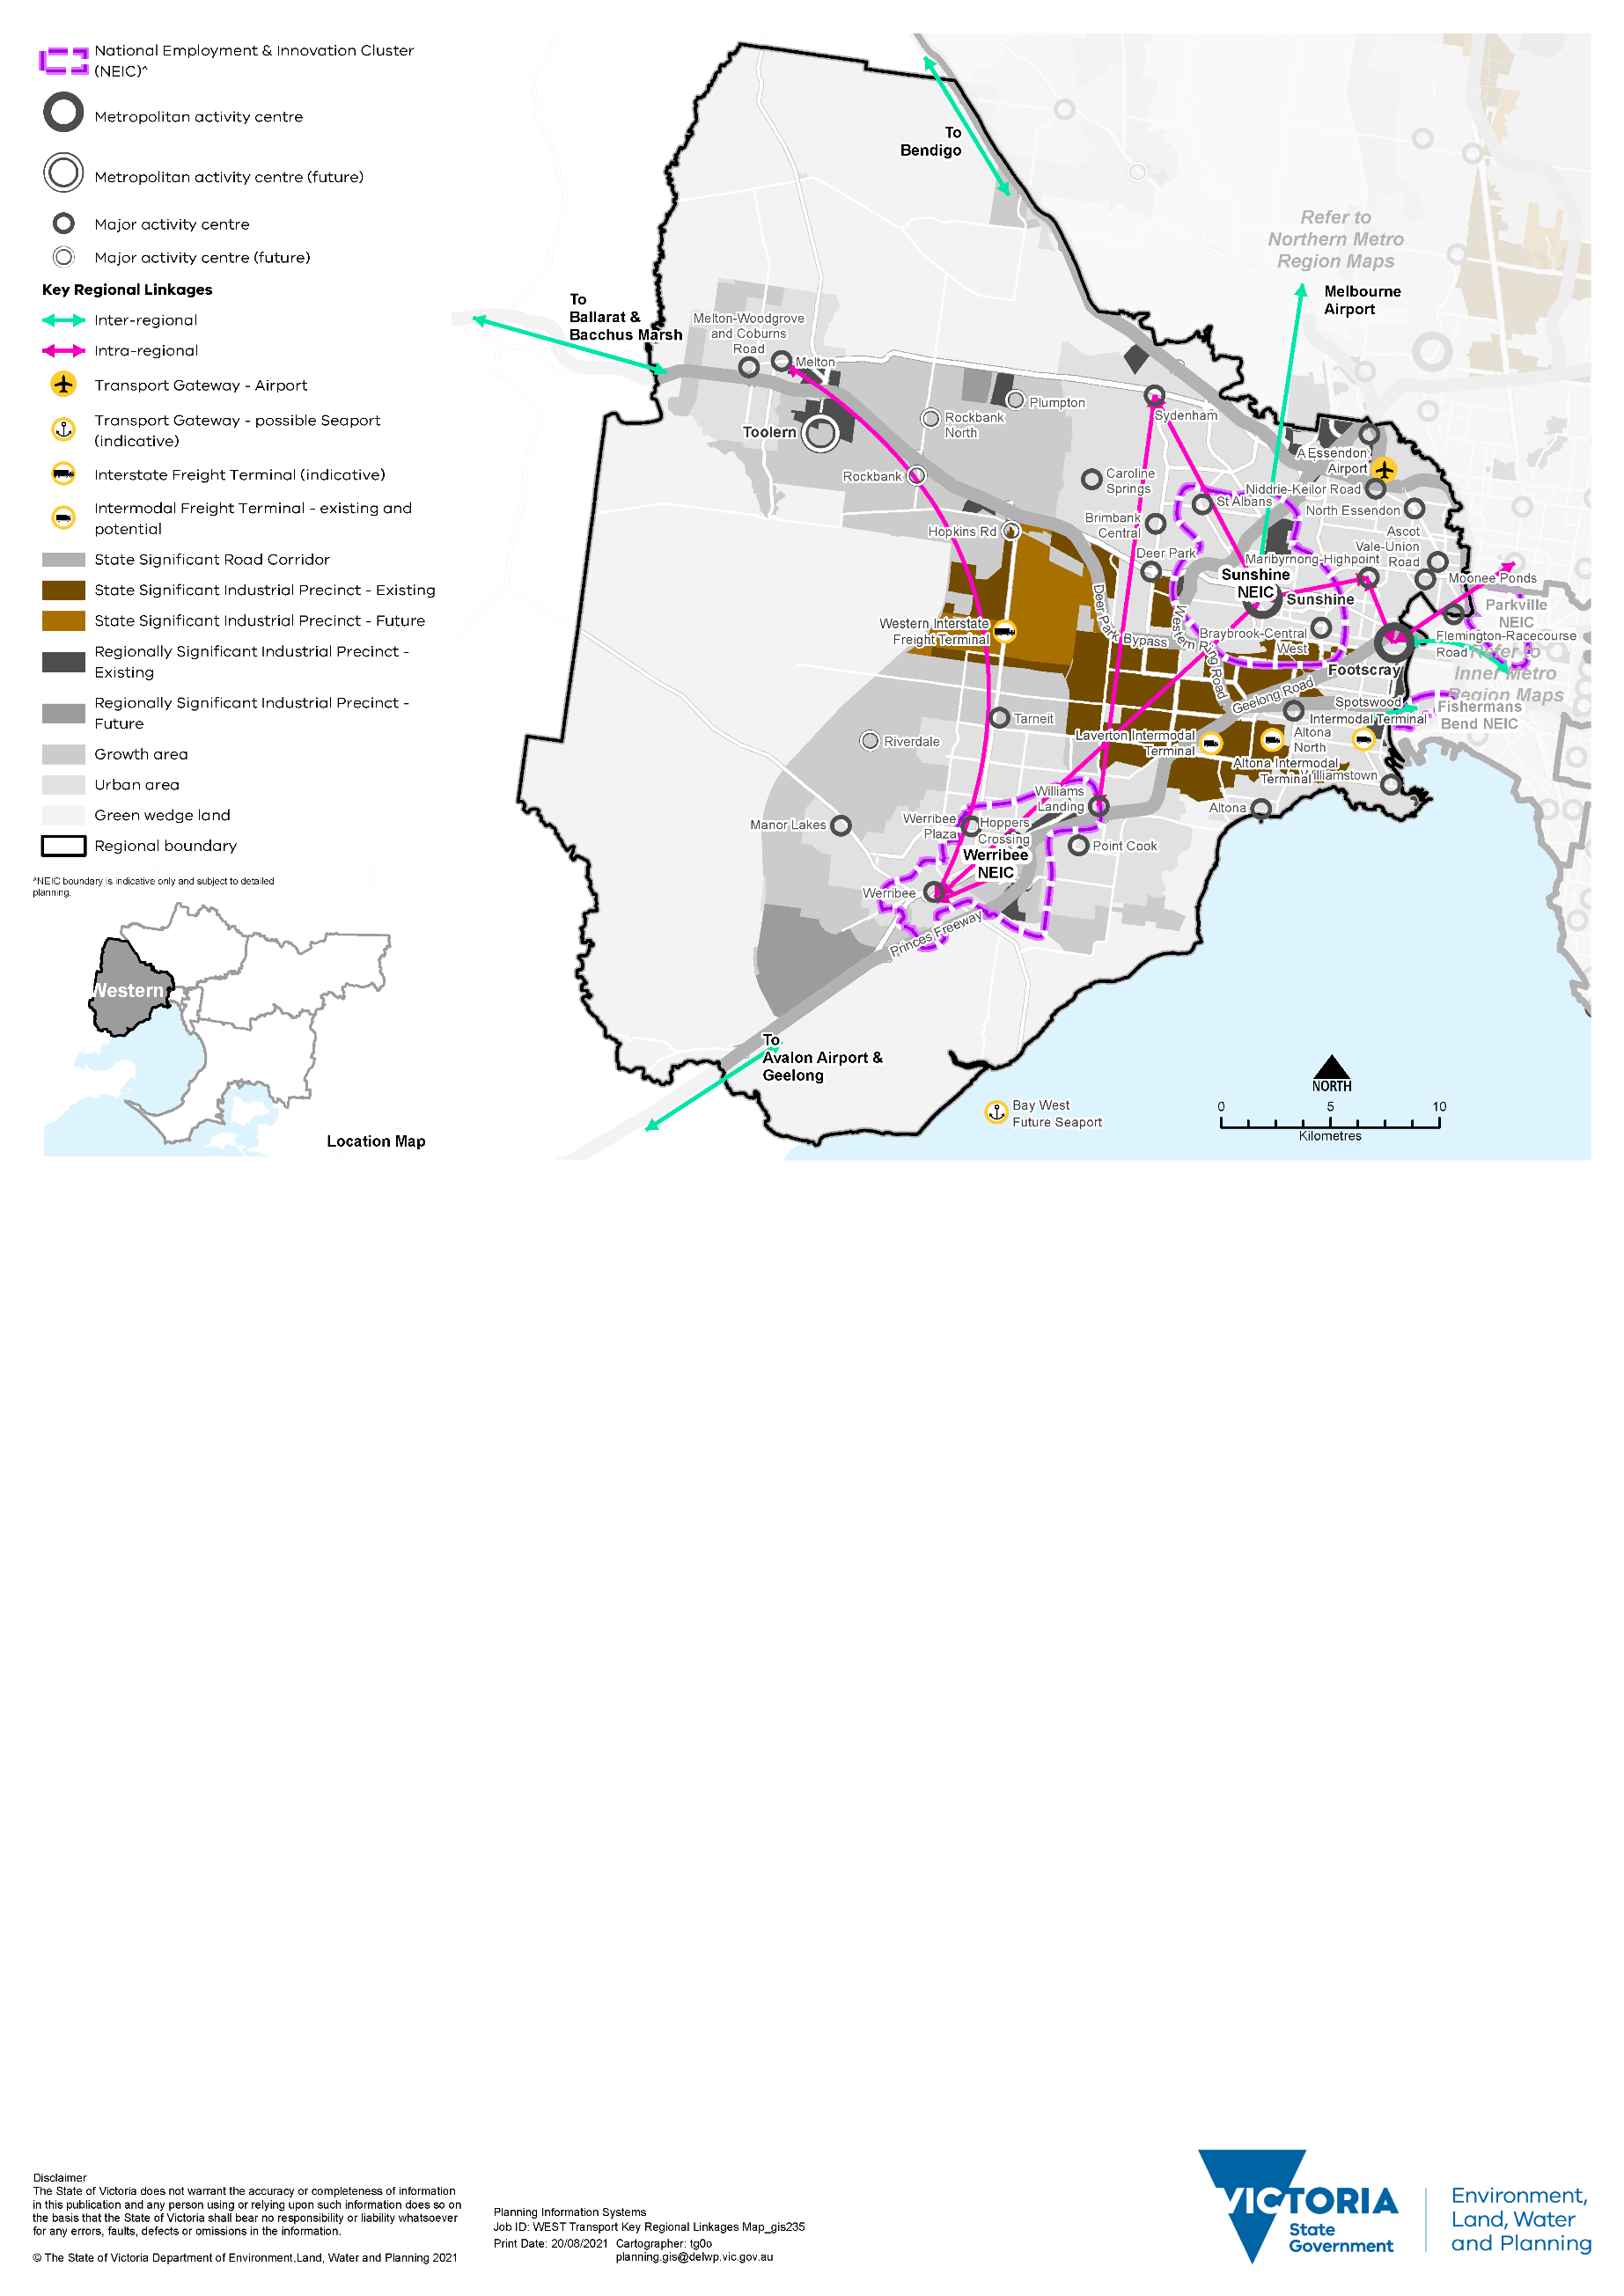 National Employment & Innovation Cluster
(NEIC)^
Metropolitan activity centre
Metropolitan activity centre (future)
Major activity centre
Major activity centre (future)
Key Regional Linkages
Inter-regional
Intra-regional
Transport Gateway - Airport
Transport Gateway - possible Seaport
(indicative)
Interstate Freight Terminal (indicative)
Intermodal Freight Terminal - existing and
potential
State Significant Road Corridor
State Significant Industrial Precinct - Existing
State Significant Industrial Precinct - Future
Regionally Significant Industrial Precinct -
Existing
Regionally Significant Industrial Precinct -
Future
Growth area
Urban area
Green wedge land
Regional boundary
^NEIC boundary is indicative only and subject to detailed
planning.
Western
Location Map
To
Bendigo
Refer to
Northern Metro
Region Maps
Melbourne
Airport
To
Ballarat &
Bacchus Marsh
Melton-Woodgrove
and Coburns
Road
Melton
Plumpton
Rockbank
North
Sydenham
Toolern
Rockbank
Caroline
Springs
Essendon
Airport
Niddrie-Keilor Road
St Albans
North Essendon
Brimbank
Central
Hopkins Rd
Ascot
Vale-Union
Road
Deer Park
Maribyrnong-Highpoint
Moonee Ponds
Sunshine
NEIC
Sunshine
Parkville
NEIC
Deer Park Bypass
Western Ring Road
Western Interstate
Freight Terminal
Braybrook-Central
West
Flemington-Racecourse
Road
Refer to
Inner Metro
Region Maps
Footscray
Geelong Road
Spotswood
Intermodal Terminal
Fishermans
Bend NEIC
Tarneit
Riverdale
Laverton Intermodal
Terminal
Altona
North
Altona Intermodal
Terminal
Williamstown
Williams
Landing
Altona
Manor Lakes
Werribee
Plaza
Hoppers
Crossing
Point Cook
Werribee
NEIC
Werribee
Princes Freeway
To
Avalon Airport &
Geelong
Bay West
Future Seaport
NORTH
0 5 10
Kilometres
Disclaimer
The State of Victoria does not warrant the accuracy or completeness of information
in this publication and any person using or relying upon such information does so on
the basis that the State of Victoria shall bear no responsibility or liability whatsoever
for any errors, faults, defects or omissions in the information.
© The State of Victoria Department of Environment,Land, Water and Planning 2021
Planning Information Systems
Job ID: WEST Transport Key Regional Linkages Map_gis235
Print Date: 20/08/2021 Cartographer: tg0o
planning.gis@delwp.vic.gov.au
VICTORIA
State
Government
Environment,
Land, Water
and Planning